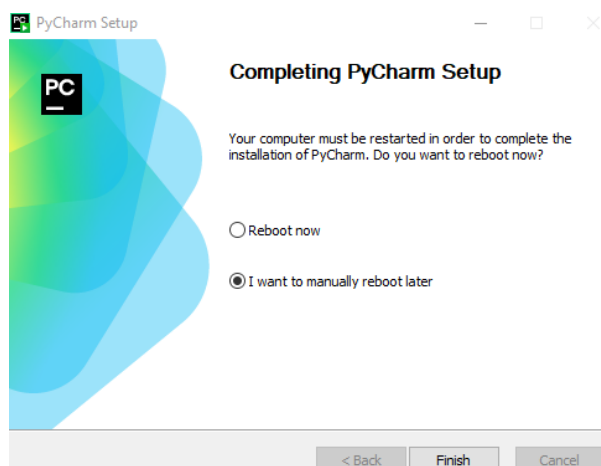 PC PyCharm Setup
PC
Completing PyCharm Setup
Your computer must be restarted in order to complete the
installation of PyCharm. Do you want to reboot now?
Reboot now
I want to manually reboot later
< Back Finish Cancel